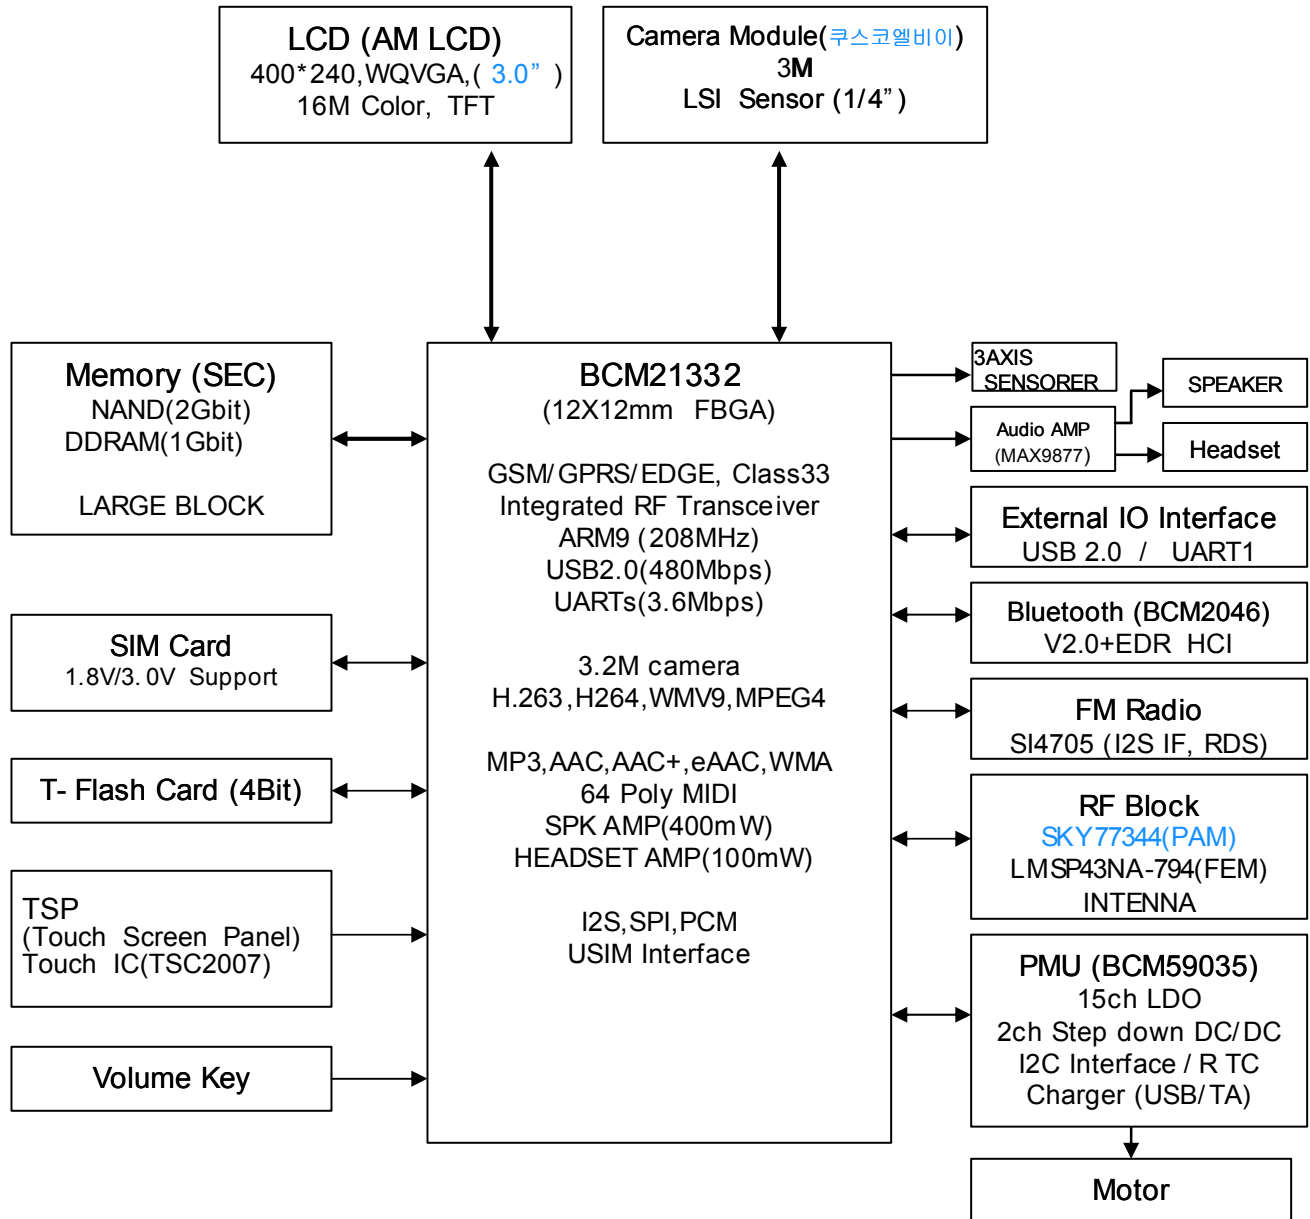 LCD (AM LCD)
400*240,WQVGA,( 3.0” )
16M Color, TFT
Camera Module(쿠스코엘비이)
3M
LSI Sensor (1/4”)
Memory (SEC)
NAND(2Gbit)
DDRAM(1Gbit)
LARGE BLOCK
SIM Card
1.8V/3.0V Support
T- Flash Card (4Bit)
TSP
(Touch Screen Panel)
Touch IC(TSC2007)
Volume Key
BCM21332
(12X12mm FBGA)
GSM/GPRS/EDGE, Class33
Integrated RF Transceiver
ARM9 (208MHz)
USB2.0(480Mbps)
UARTs(3.6Mbps)
3.2M camera
H.263,H264,WMV9,MPEG4
MP3,AAC,AAC+,eAAC,WMA
64 Poly MIDI
SPK AMP(400mW)
HEADSET AMP(100mW)
I2S,SPI,PCM
USIM Interface
3AXIS
SENSORER
Audio AMP
(MAX9877)
SPEAKER
Headset
External IO Interface
USB 2.0 / UART1
Bluetooth (BCM2046)
V2.0+EDR HCI
FM Radio
SI4705 (I2S IF, RDS)
RF Block
SKY77344(PAM)
LMSP43NA-794(FEM)
INTENNA
PMU (BCM59035)
15ch LDO
2ch Step down DC/DC
I2C Interface / R TC
Charger (USB/TA)
Motor